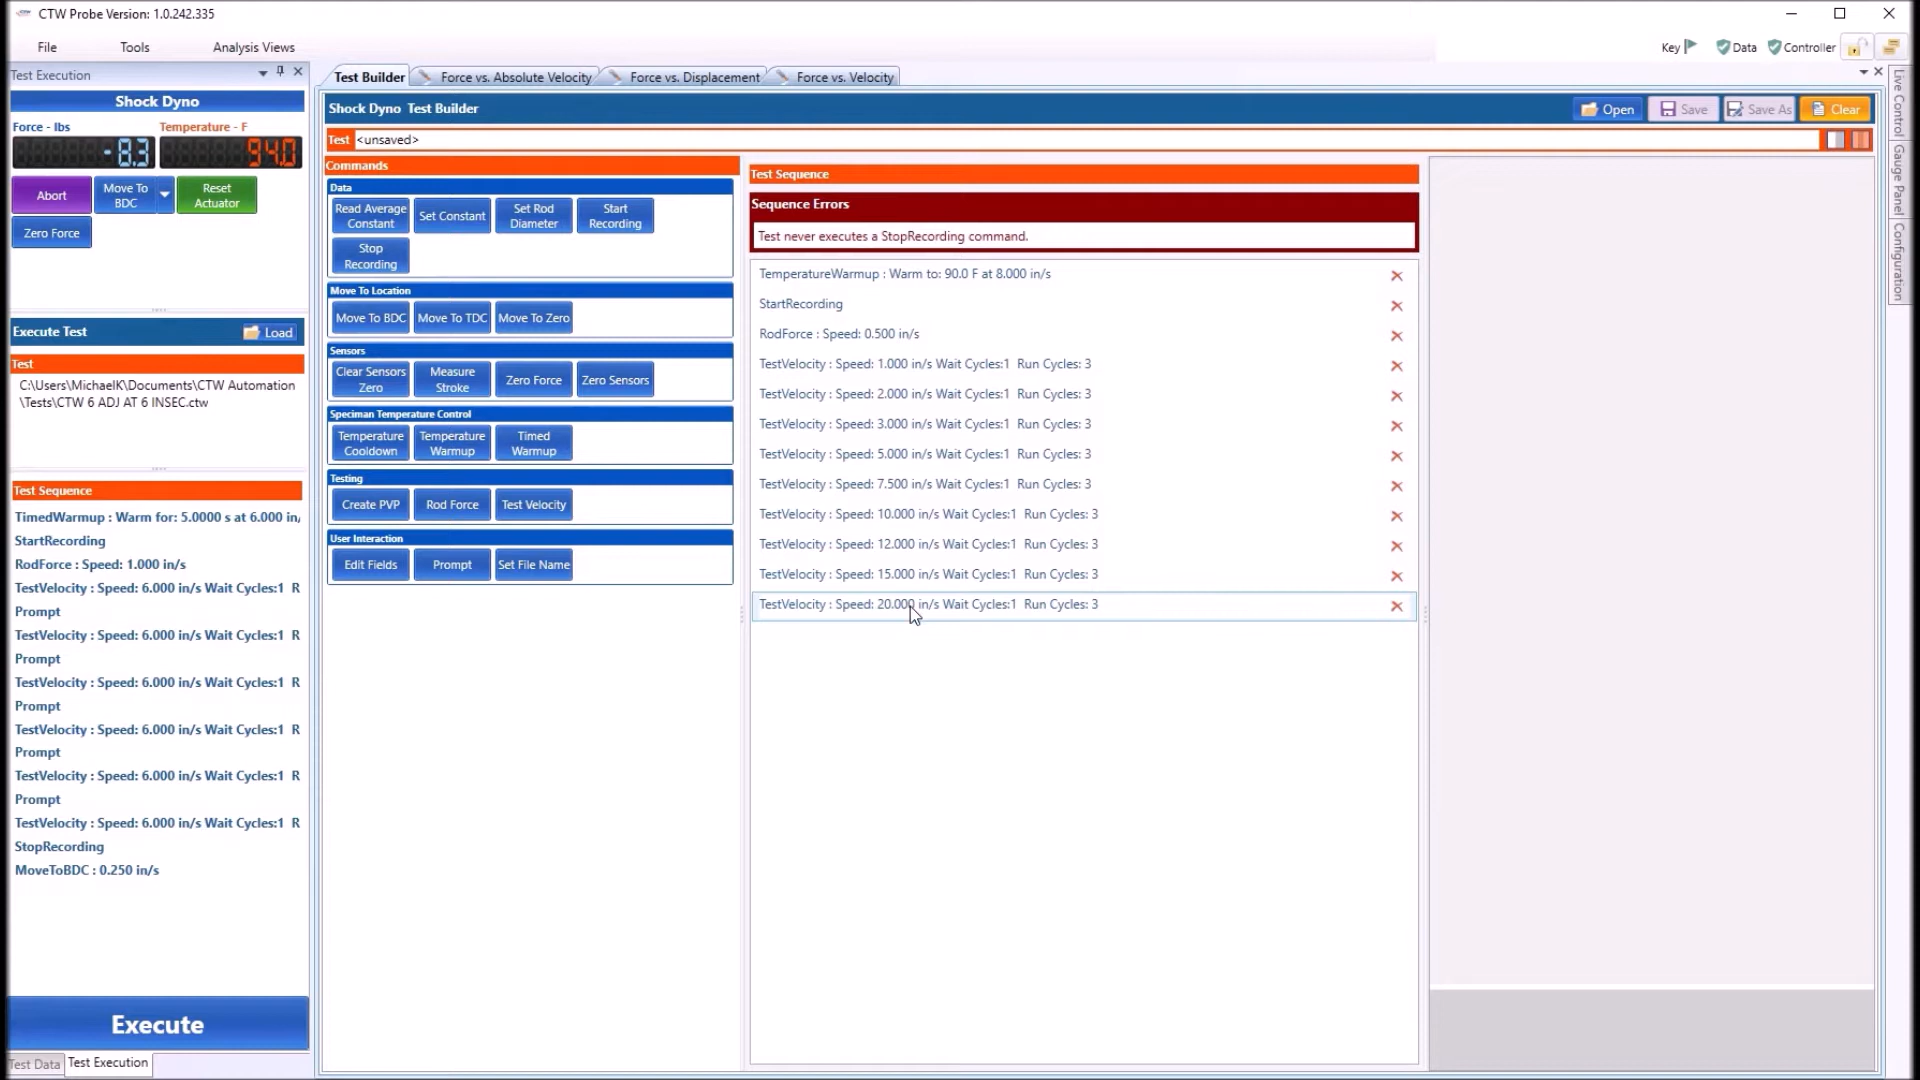 CTW Probe Version: 1.0.242.335
File Tools Analysis Views
Key Data Controller
Test Execution
Shock Dyno
Force - lbs Temperature - F
-8.3 94.0
Abort
Move To BDC
Reset Actuator
Zero Force
Execute Test Load
Test
C:\Users\MichaelK\Documents\CTW Automation
\Tests\CTW 6 ADJ AT 6 INSEC.ctw
Test Sequence
TimedWarmup : Warm for: 5.0000 s at 6.000 in/
StartRecording
RodForce : Speed: 1.000 in/s
TestVelocity : Speed: 6.000 in/s Wait Cycles:1 R
Prompt
TestVelocity : Speed: 6.000 in/s Wait Cycles:1 R
Prompt
TestVelocity : Speed: 6.000 in/s Wait Cycles:1 R
Prompt
TestVelocity : Speed: 6.000 in/s Wait Cycles:1 R
Prompt
TestVelocity : Speed: 6.000 in/s Wait Cycles:1 R
Prompt
TestVelocity : Speed: 6.000 in/s Wait Cycles:1 R
StopRecording
MoveToBDC : 0.250 in/s
Execute
Test Data Test Execution
Test Builder Force vs. Absolute Velocity Force vs. Displacement Force vs. Velocity
Shock Dyno Test Builder Open Save Save As Clear
Test <unsaved>
Commands
Data
Read Average Constant
Set Constant
Set Rod Diameter
Start Recording
Stop Recording
Move To Location
Move To BDC Move To TDC Move To Zero
Sensors
Clear Sensors Zero
Measure Stroke
Zero Force
Zero Sensors
Speciman Temperature Control
Temperature Cooldown
Temperature Warmup
Timed Warmup
Testing
Create PVP Rod Force Test Velocity
User Interaction
Edit Fields Prompt Set File Name
Test Sequence
Sequence Errors
Test never executes a StopRecording command.
TemperatureWarmup : Warm to: 90.0 F at 8.000 in/s
StartRecording
RodForce : Speed: 0.500 in/s
TestVelocity : Speed: 1.000 in/s Wait Cycles:1 Run Cycles: 3
TestVelocity : Speed: 2.000 in/s Wait Cycles:1 Run Cycles: 3
TestVelocity : Speed: 3.000 in/s Wait Cycles:1 Run Cycles: 3
TestVelocity : Speed: 5.000 in/s Wait Cycles:1 Run Cycles: 3
TestVelocity : Speed: 7.500 in/s Wait Cycles:1 Run Cycles: 3
TestVelocity : Speed: 10.000 in/s Wait Cycles:1 Run Cycles: 3
TestVelocity : Speed: 12.000 in/s Wait Cycles:1 Run Cycles: 3
TestVelocity : Speed: 15.000 in/s Wait Cycles:1 Run Cycles: 3
TestVelocity : Speed: 20.000 in/s Wait Cycles:1 Run Cycles: 3
Live Control
Gauge Panel
Configuration